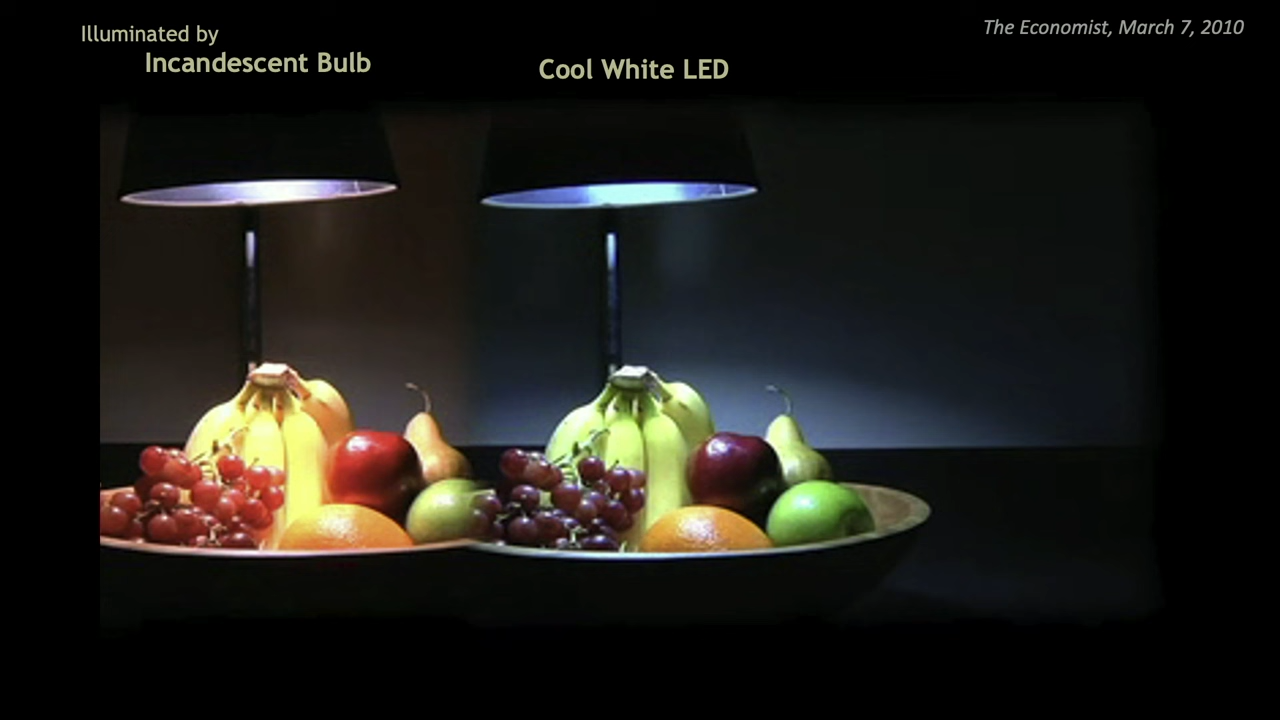 Illuminated by
Incandescent Bulb
Cool White LED
The Economist, March 7, 2010